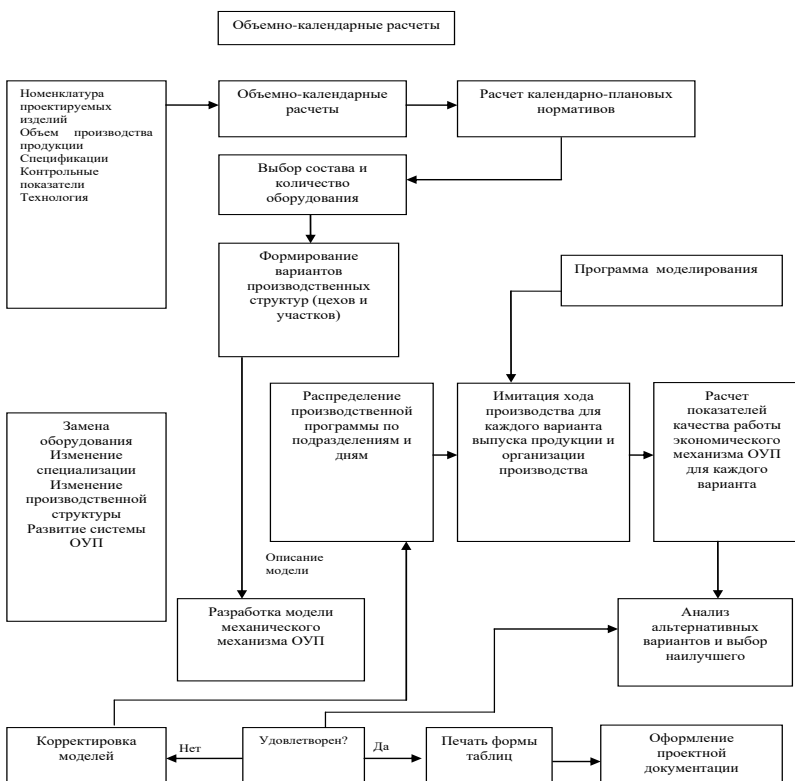 Объемно-календарные расчеты
Номенклатура
проектируемых
изделий
Объем производства
продукции
Спецификации
Контрольные
показатели
Технология
Объемно-календарные
расчеты
Расчет календарно-плановых
нормативов
Выбор состава и
количество
оборудования
Формирование
вариантов
производственных
структур (цехов и
участков)
Программа моделирования
Замена
оборудования
Изменение
специализации
Изменение
производственной
структуры
Развитие системы
ОУП
Распределение
производственной
программы по
подразделениям и
дням
Имитация хода
производства для
каждого варианта
выпуска продукции и
организации
производства
Расчет
показателей
качества работы
экономического
механизма ОУП
для каждого
варианта
Описание
модели
Разработка модели
механического
механизма ОУП
Анализ
альтернативных
вариантов и выбор
наилучшего
Корректировка
моделей
Нет
Удовлетворен?
Да
Печать формы
таблиц
Оформление
проектной
документации